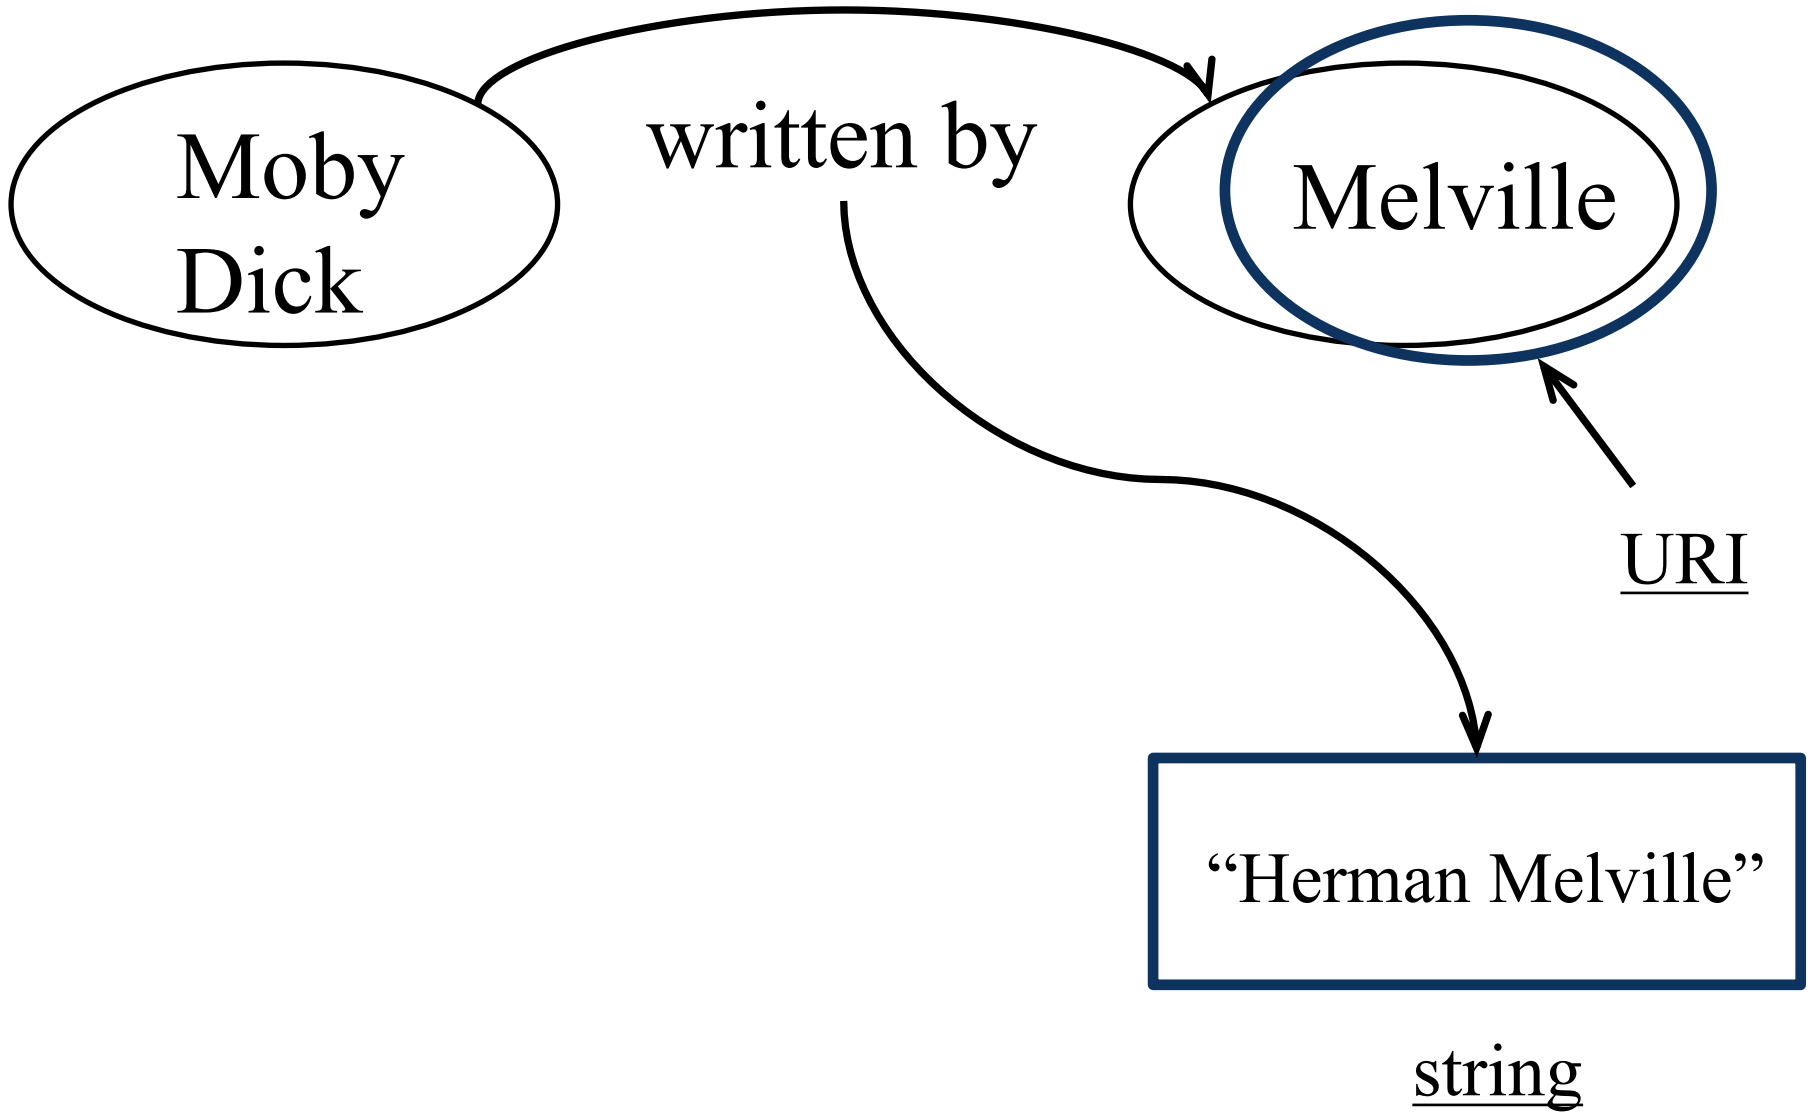 Moby
Dick
written by
Melville
URI
“Herman Melville”
string